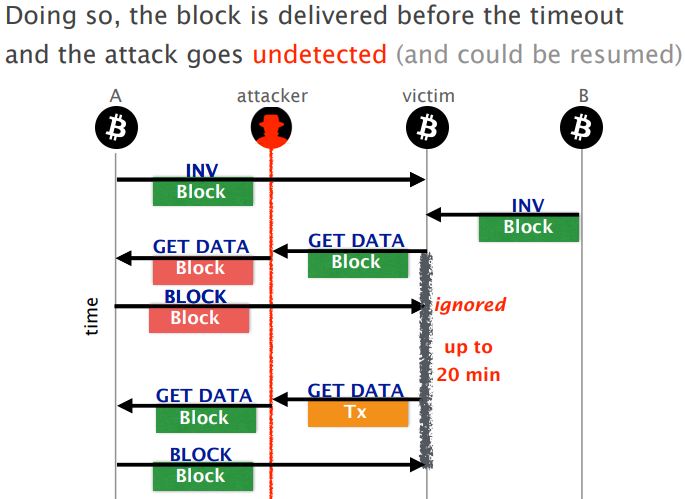 Doing so, the block is delivered before the timeout
and the attack goes undetected (and could be resumed)
A attacker victim B
INV
Block
INV
Block
GET DATA
Block
GET DATA
Block
BLOCK
Block
ignored
up to
20 min
time
GET DATA
Tx
GET DATA
Block
BLOCK
Block